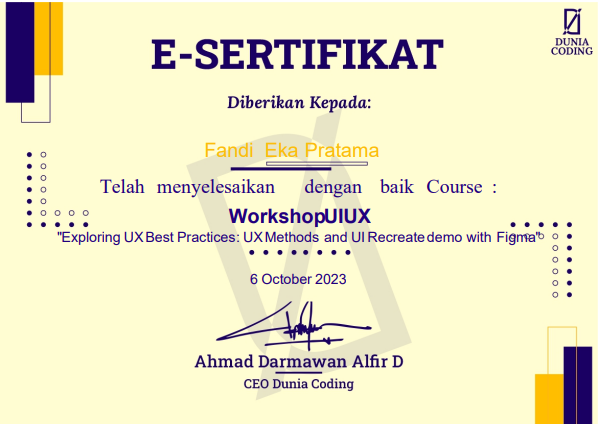 DUNIA
CODING
E-SERTIFIKAT
Diberikan Kepada:
Fandi Eka Pratama
Telah menyelesaikan dengan baik Course :
WorkshopUIUX
"Exploring UX Best Practices: UX Methods and UI Recreate demo with Figma"
6 October 2023
Ahmad Darmawan Alfir D
CEO Dunia Coding